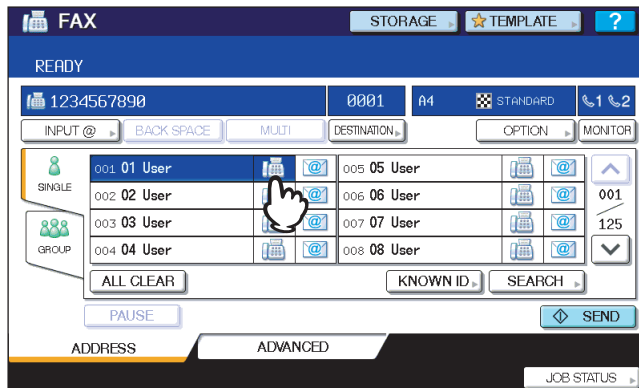 FAX STORAGE TEMPLATE ?
READY
1234567890 0001 A4 STANDARD 1 2
INPUT @ BACK SPACE MULTI DESTINATION OPTION MONITOR
SINGLE
001 01 User @ 005 05 User @
002 02 User @ 006 06 User @ 001
003 03 User @ 007 07 User @ 125
GROUP
004 04 User @ 008 08 User @
ALL CLEAR KNOWN ID SEARCH
PAUSE SEND
ADDRESS ADVANCED
JOB STATUS